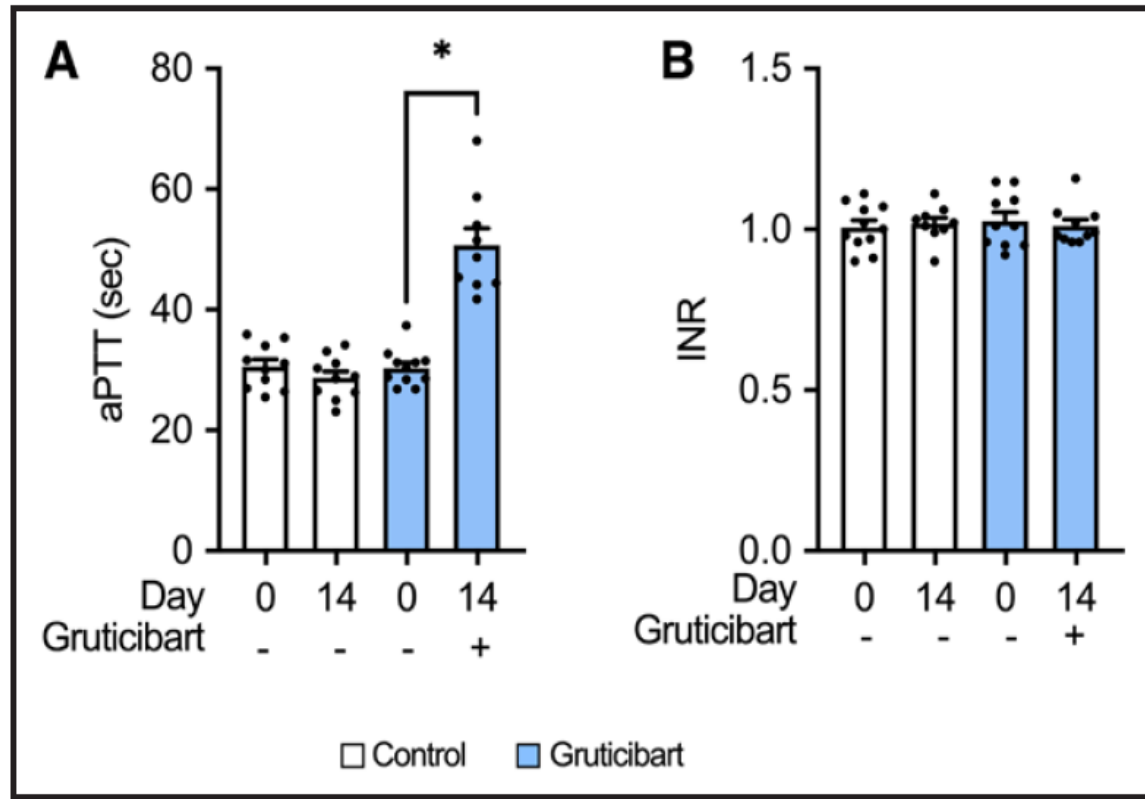 A
80
60
40
20
0
aPTT (sec)
*
Day 0 14 0 14
Gruticibart - - - +
B
1.5
1.0
0.5
0.0
INR
Day 0 14 0 14
Gruticibart - - - +
Control Gruticibart